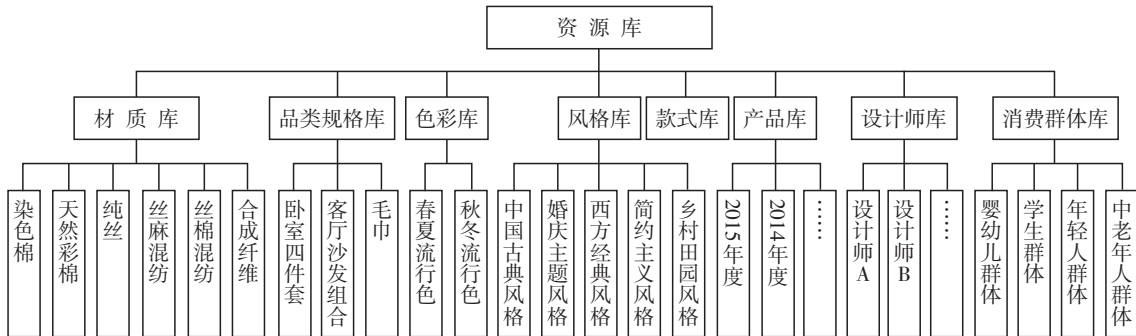 资源库
材质库
品类规格库
色彩库
风格库
款式库
产品库
设计师库
消费群体库
染色棉
天然彩棉
纯丝
丝麻混纺
丝棉混纺
合成纤维
卧室四件套
客厅沙发组合
毛巾
春夏流行色
秋冬流行色
中国古典风格
婚庆主题风格
西方经典风格
简约主义风格
乡村田园风格
2015年度
2014年度
……
设计师A
设计师B
……
婴幼儿群体
学生群体
年轻人群体
中老年人群体